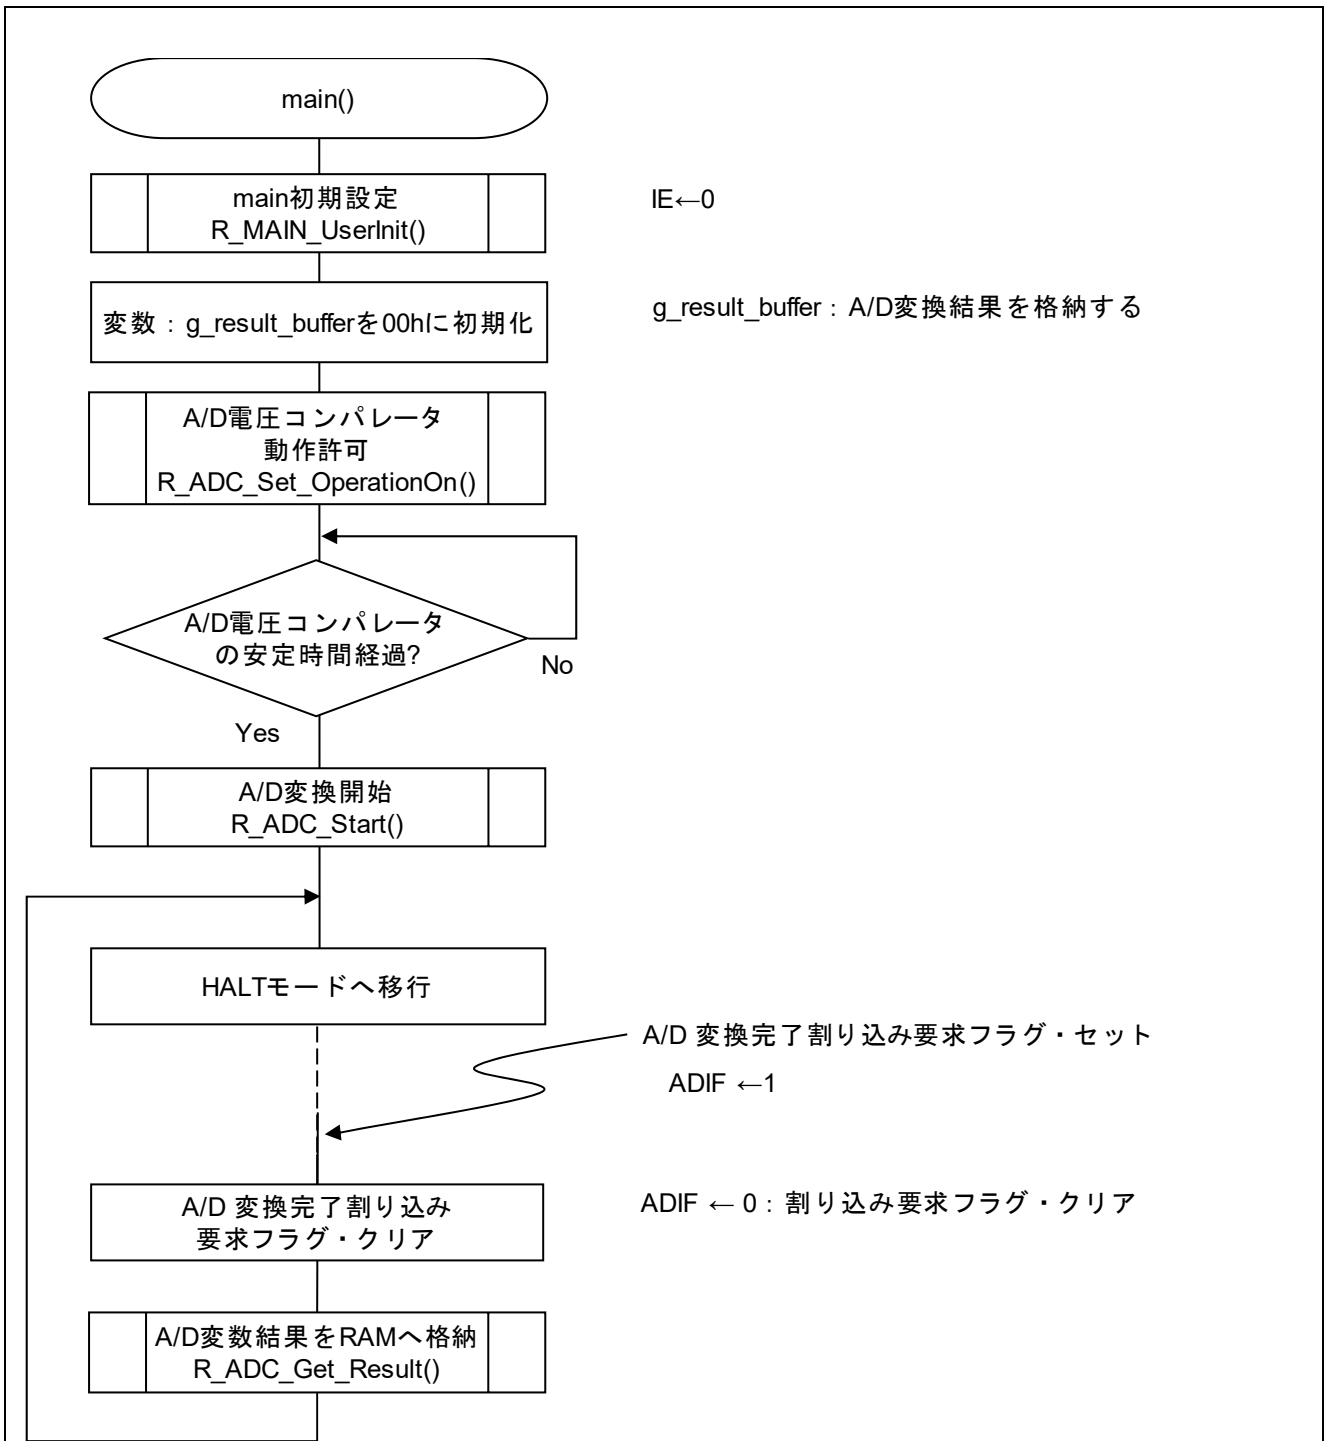 main()
main初期設定
R_MAIN_UserInit()
IE←0
変数：g_result_bufferを00hに初期化
g_result_buffer：A/D変換結果を格納する
A/D電圧コンパレータ
動作許可
R_ADC_Set_OperationOn()
A/D電圧コンパレータ
の安定時間経過?
No
Yes
A/D変換開始
R_ADC_Start()
HALTモードへ移行
A/D 変換完了割り込み要求フラグ・セット
ADIF ←1
A/D 変換完了割り込み
要求フラグ・クリア
ADIF ← 0：割り込み要求フラグ・クリア
A/D変数結果をRAMへ格納
R_ADC_Get_Result()